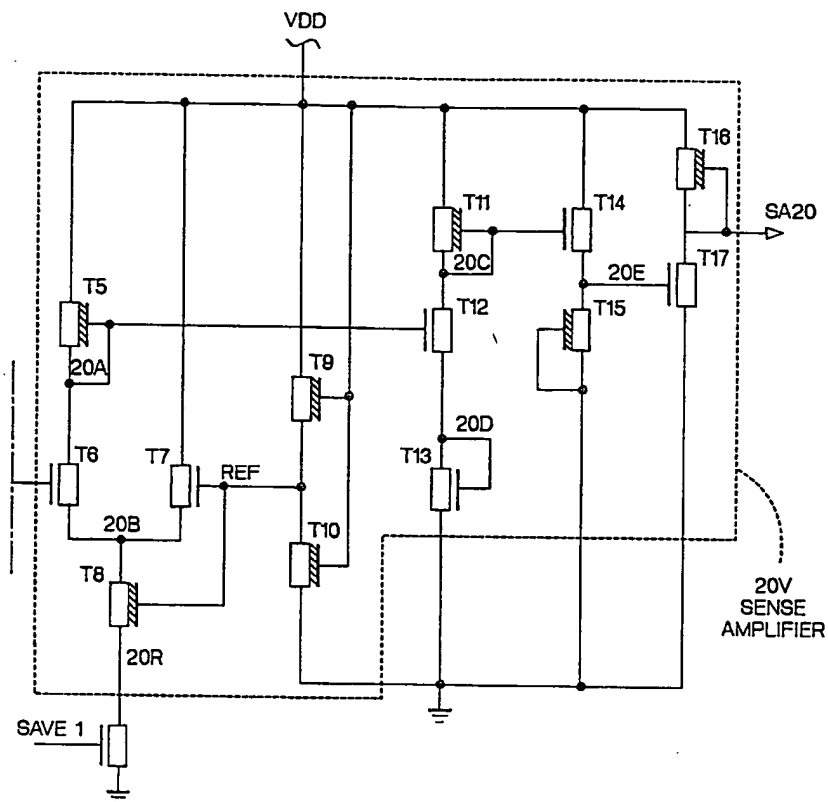 VDD
T16
T11
T14
SA20
20C
20E
T17
T5
T12
T15
20A
T9
20D
T6
T7
REF
T13
20B
T10
T8
20V
SENSE
AMPLIFIER
20R
SAVE 1